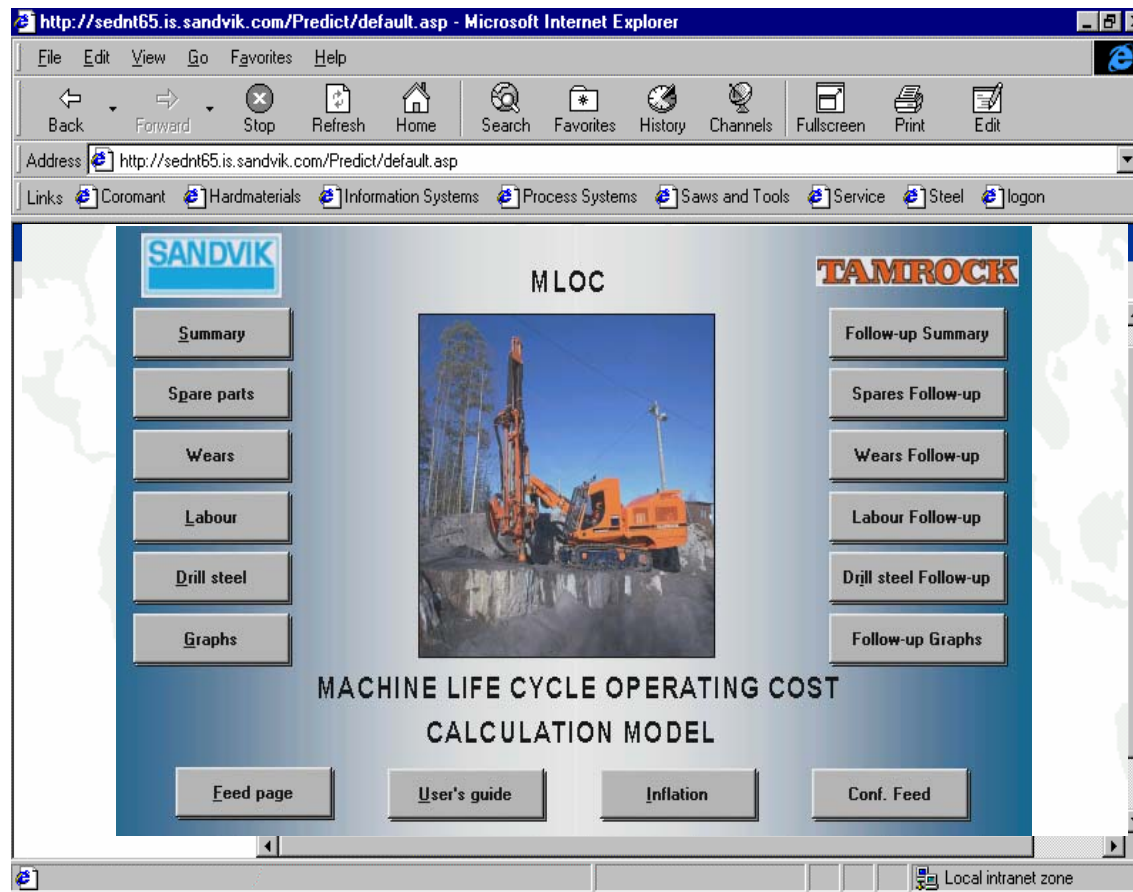 http://sednt65.is.sandvik.com/Predict/default.asp - Microsoft Internet Explorer
File Edit View Go Favorites Help
Back Forward Stop Refresh Home Search Favorites History Channels Fullscreen Print Edit
Address http://sednt65.is.sandvik.com/Predict/default.asp
Links Coromant Hardmaterials Information Systems Process Systems Saws and Tools Service Steel logon
SANDVIK
MLOC
TAMROCK
Summary
Follow-up Summary
Spare parts
Spares Follow-up
Wears
Wears Follow-up
Labour
Labour Follow-up
Drill steel
Drill steel Follow-up
Graphs
Follow-up Graphs
MACHINE LIFE CYCLE OPERATING COST
CALCULATION MODEL
Feed page
User's guide
Inflation
Conf. Feed
Local intranet zone